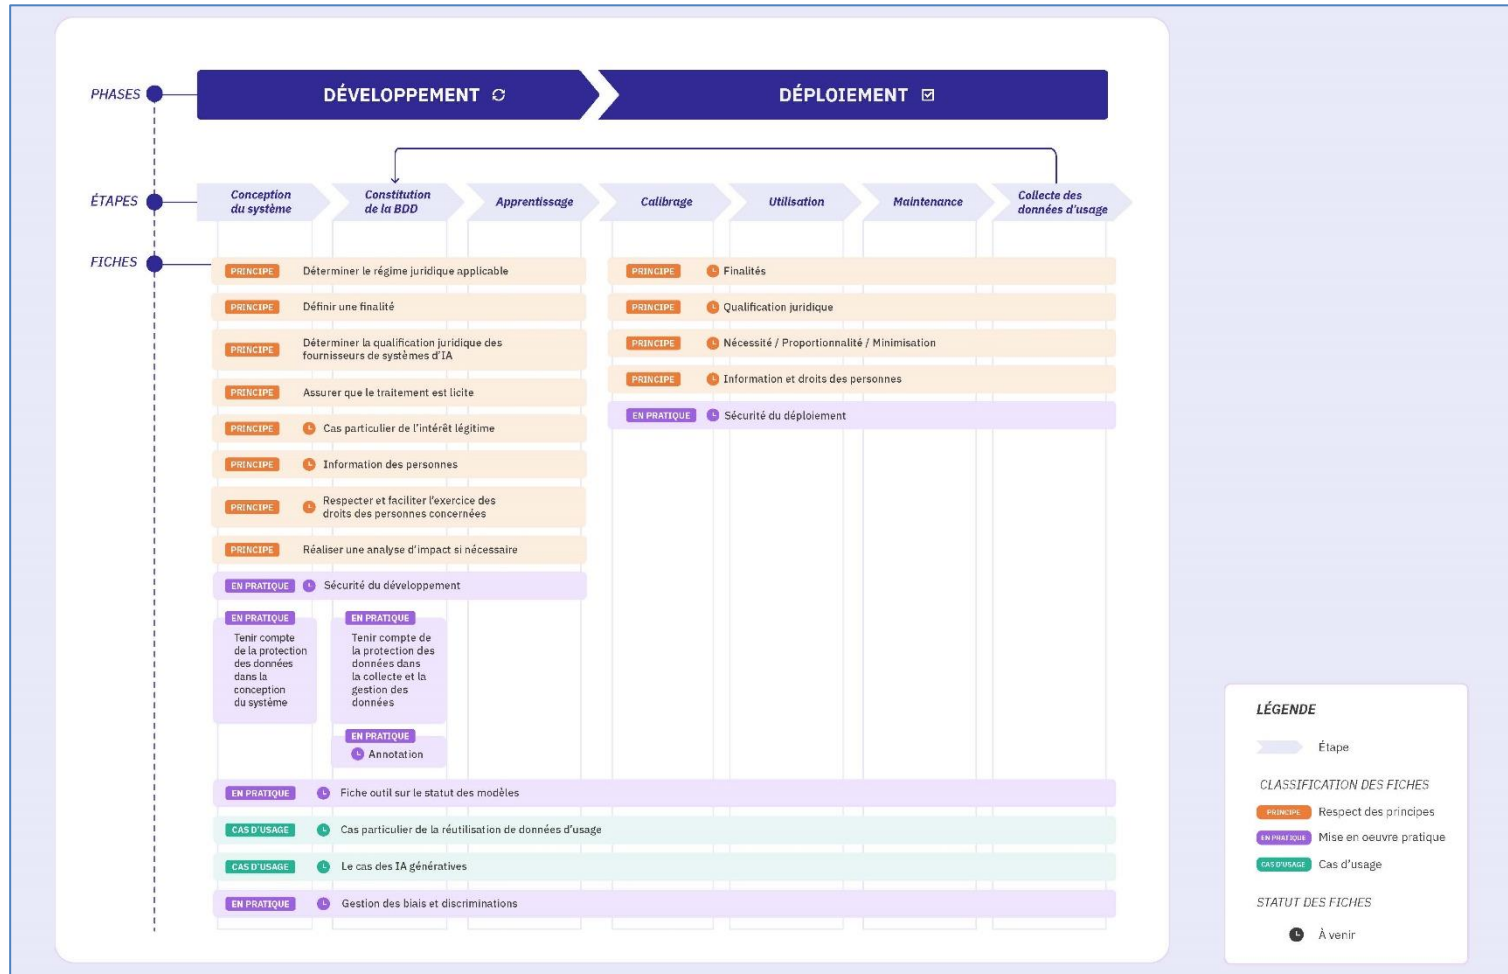 PHASES
DÉVELOPPEMENT
DÉPLOIEMENT
ÉTAPES
Conception
du système
Constitution
de la BDD
Apprentissage
Calibrage
Utilisation
Maintenance
Collecte des
données d'usage
FICHES
PRINCIPE Déterminer le régime juridique applicable
PRINCIPE Définir une finalité
PRINCIPE Déterminer la qualification juridique des
fournisseurs de systèmes d'IA
PRINCIPE Assurer que le traitement est licite
PRINCIPE Cas particulier de l'intérêt légitime
PRINCIPE Information des personnes
PRINCIPE Respecter et faciliter l'exercice des
droits des personnes concernées
PRINCIPE Réaliser une analyse d'impact si nécessaire
EN PRATIQUE Sécurité du développement
PRINCIPE Finalités
PRINCIPE Qualification juridique
PRINCIPE Nécessité / Proportionnalité / Minimisation
PRINCIPE Information et droits des personnes
EN PRATIQUE Sécurité du déploiement
EN PRATIQUE
Tenir compte
de la protection
des données
dans la
conception
du système
EN PRATIQUE
Tenir compte de
la protection des
données dans
la collecte et la
gestion des
données
EN PRATIQUE
Annotation
EN PRATIQUE Fiche outil sur le statut des modèles
CAS D'USAGE Cas particulier de la réutilisation de données d'usage
CAS D'USAGE Le cas des IA génératives
EN PRATIQUE Gestion des biais et discriminations
LÉGENDE
Étape
CLASSIFICATION DES FICHES
PRINCIPE Respect des principes
EN PRATIQUE Mise en oeuvre pratique
CAS D'USAGE Cas d'usage
STATUT DES FICHES
À venir